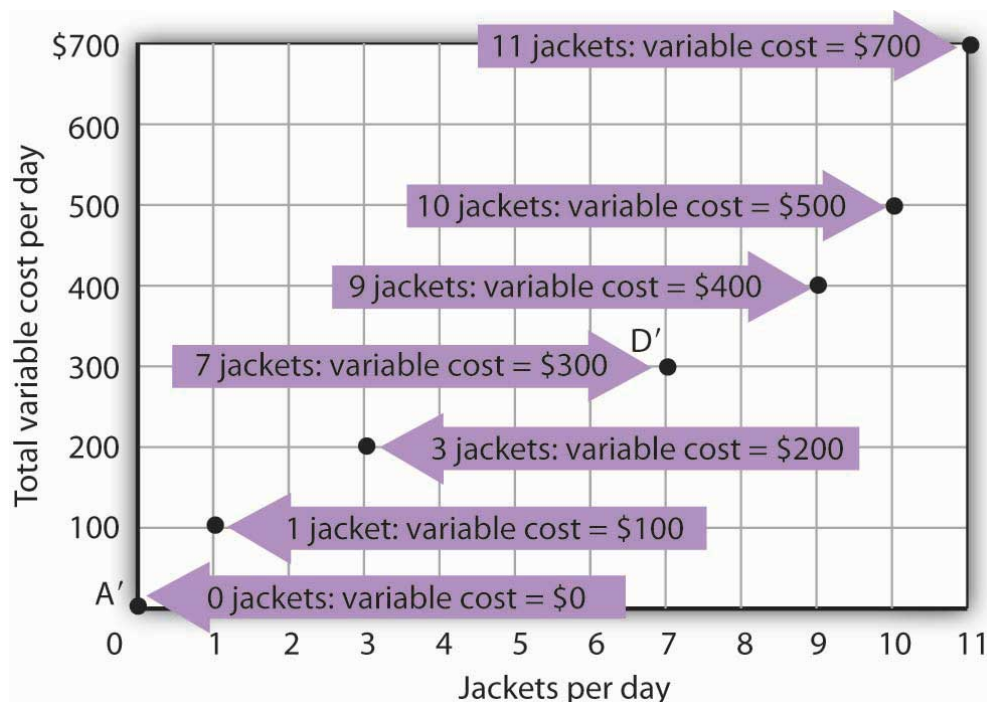 $700
11 jackets: variable cost = $700
600
500
10 jackets: variable cost = $500
400
9 jackets: variable cost = $400
D′
300
7 jackets: variable cost = $300
200
3 jackets: variable cost = $200
100
1 jacket: variable cost = $100
A′
0 jackets: variable cost = $0
0 1 2 3 4 5 6 7 8 9 10 11
Jackets per day
Total variable cost per day